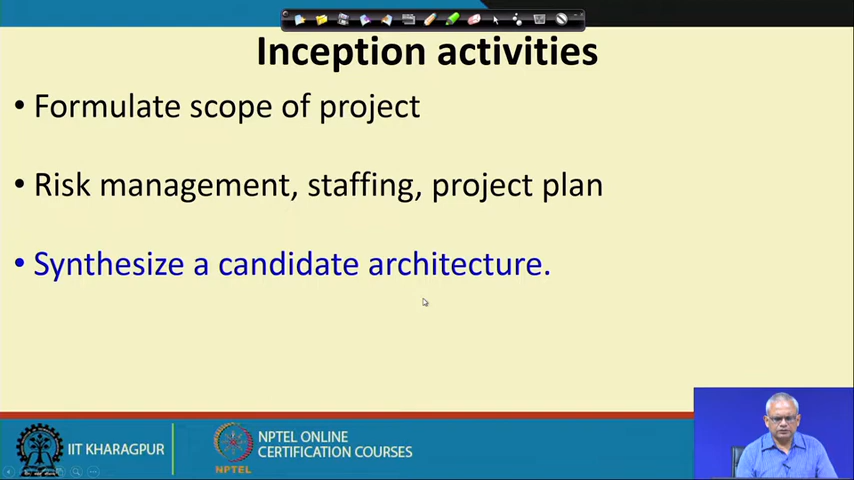 Inception activities
• Formulate scope of project
• Risk management, staffing, project plan
• Synthesize a candidate architecture.
IIT KHARAGPUR
NPTEL
NPTEL ONLINE
CERTIFICATION COURSES